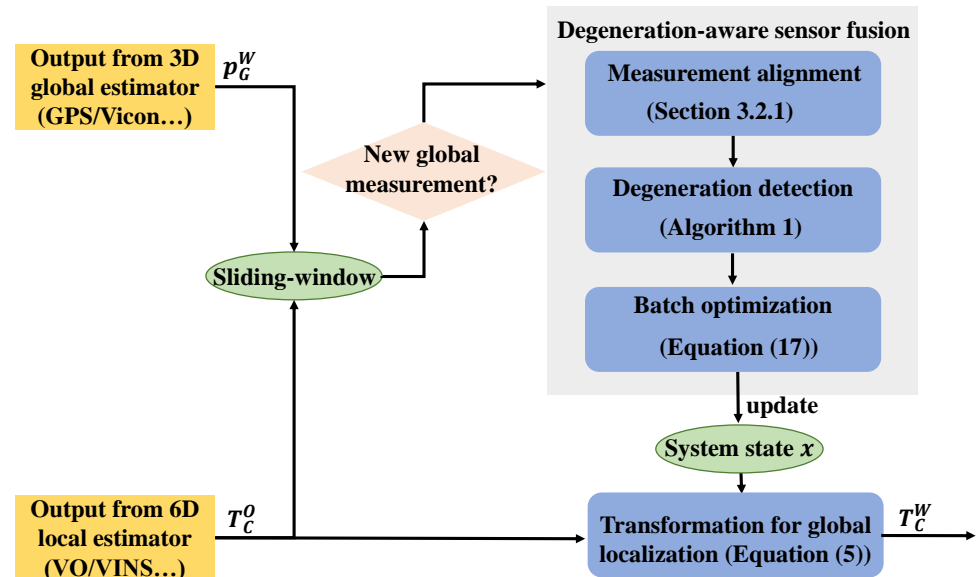 Output from 3D
global estimator
(GPS/Vicon…)
p_G^W
New global
measurement?
Sliding-window
Degeneration-aware sensor fusion
Measurement alignment
(Section 3.2.1)
Degeneration detection
(Algorithm 1)
Batch optimization
(Equation (17))
update
System state x
Output from 6D
local estimator
(VO/VINS…)
T_C^O
Transformation for global
localization (Equation (5))
T_C^W